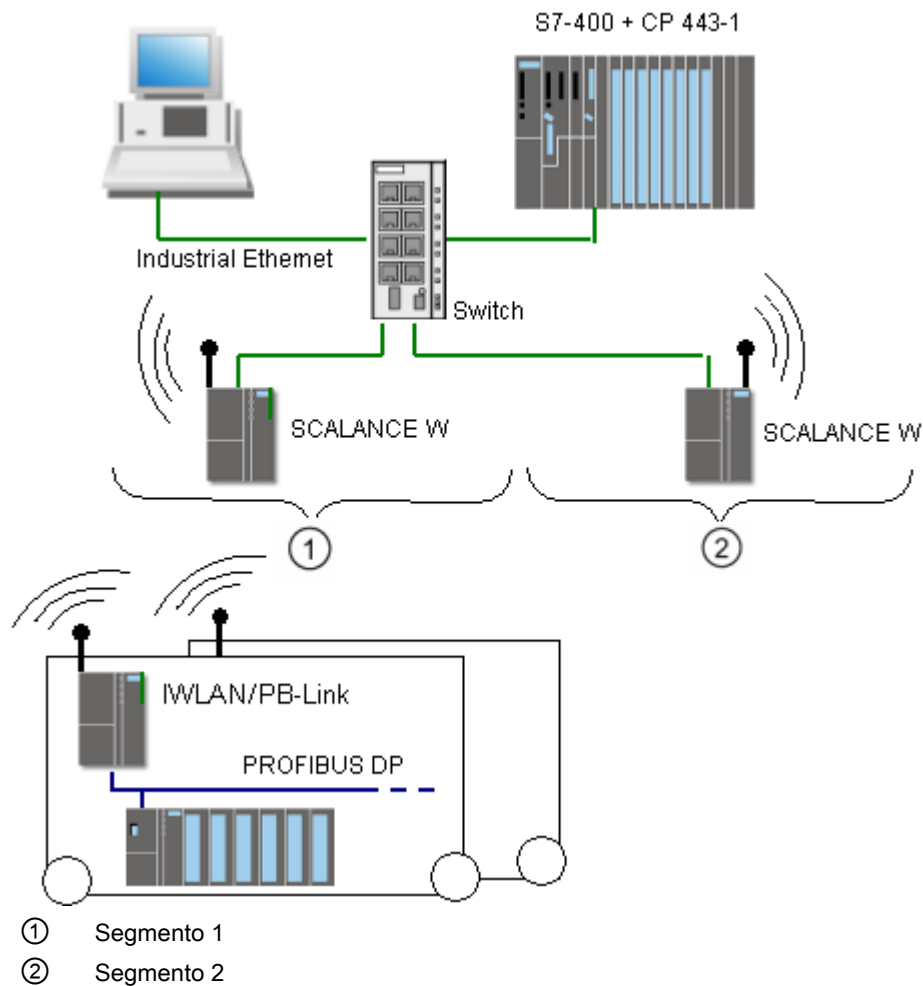 S7-400 + CP 443-1
Industrial Ethernet
Switch
SCALANCE W
SCALANCE W
1
2
IWLAN/PB-Link
PROFIBUS DP
① Segmento 1
② Segmento 2